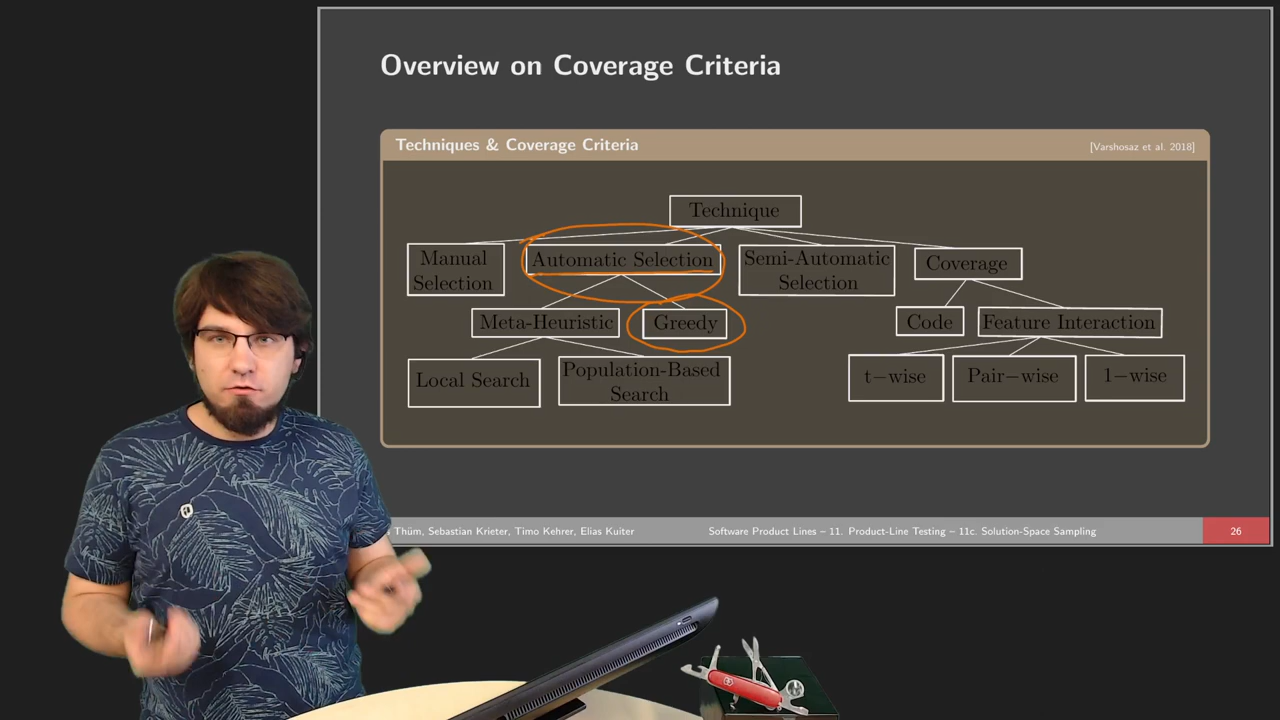 Overview on Coverage Criteria
Techniques & Coverage Criteria
[Varshosaz et al. 2018]
Technique
Manual
Selection
Automatic Selection
Semi-Automatic
Selection
Coverage
Meta-Heuristic
Greedy
Code
Feature Interaction
Local Search
Population-Based
Search
t−wise
Pair−wise
1−wise
Thüm, Sebastian Krieter, Timo Kehrer, Elias Kuiter
Software Product Lines – 11. Product-Line Testing – 11c. Solution-Space Sampling
26